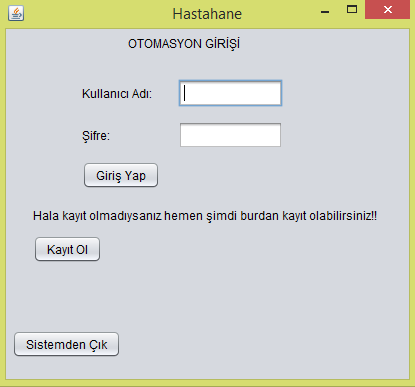 Hastahane
OTOMASYON GİRİŞİ
Kullanıcı Adı:
Şifre:
Giriş Yap
Hala kayıt olmadıysanız hemen şimdi burdan kayıt olabilirsiniz!!
Kayıt Ol
Sistemden Çık